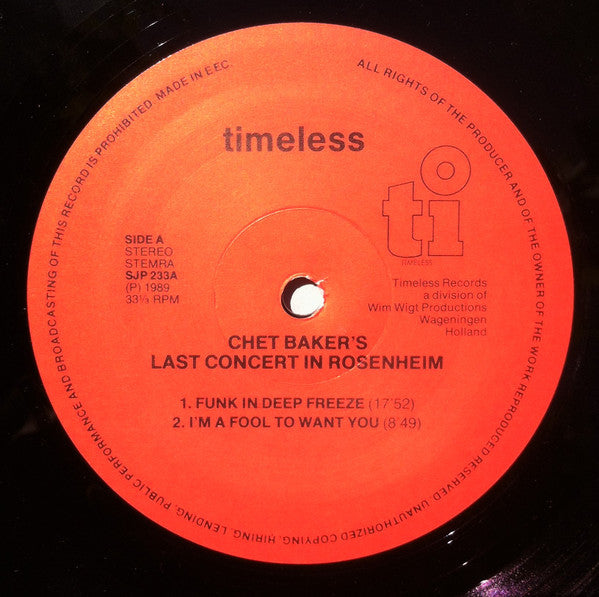 ALL RIGHTS OF THE PRODUCER AND OF THE OWNER OF THE WORK REPRODUCED RESERVED. UNAUTHORIZED COPYING, HIRING, LENDING, PUBLIC PERFORMANCE AND BROADCASTING OF THIS RECORD IS PROHIBITED. MADE IN EEC.
timeless
ti
TIMELESS
SIDE A
STEREO
STEMRA
SJP 233A
(P) 1989
33⅓ RPM
Timeless Records
a division of
Wim Wigt Productions
Wageningen
Holland
CHET BAKER'S
LAST CONCERT IN ROSENHEIM
1. FUNK IN DEEP FREEZE (17'52)
2. I'M A FOOL TO WANT YOU (8'49)